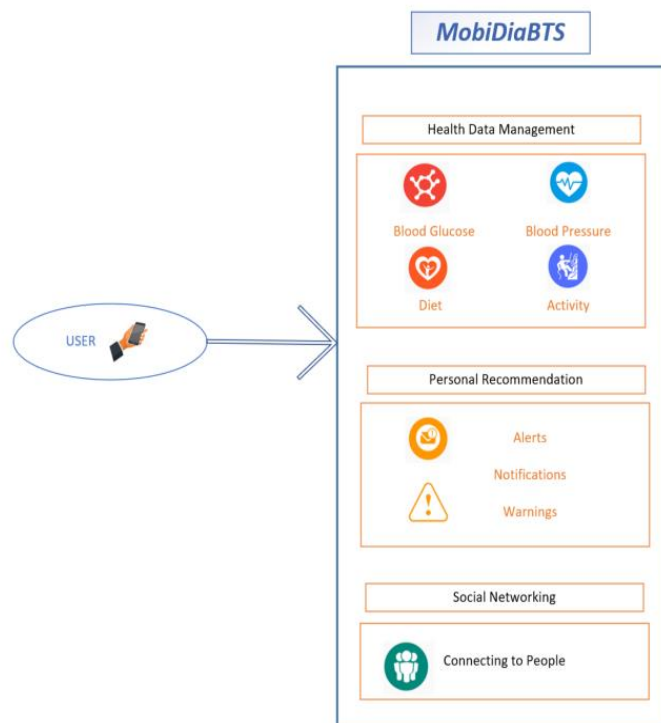 MobiDiaBTS
Health Data Management
Blood Glucose
Blood Pressure
Diet
Activity
USER
Personal Recommendation
Alerts
Notifications
Warnings
Social Networking
Connecting to People